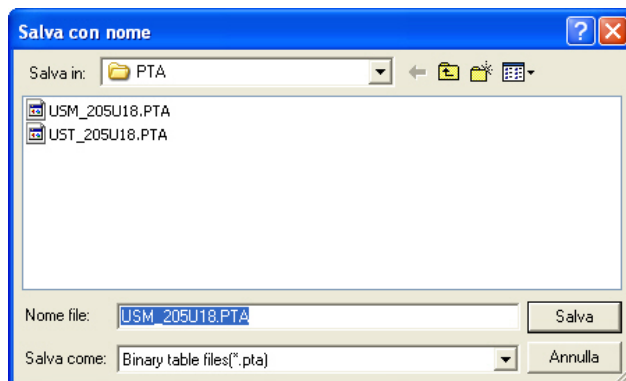 Salva con nome
Salva in: PTA
USM_205U18.PTA
UST_205U18.PTA
Nome file: USM_205U18.PTA Salva
Salva come: Binary table files(*.pta) Annulla